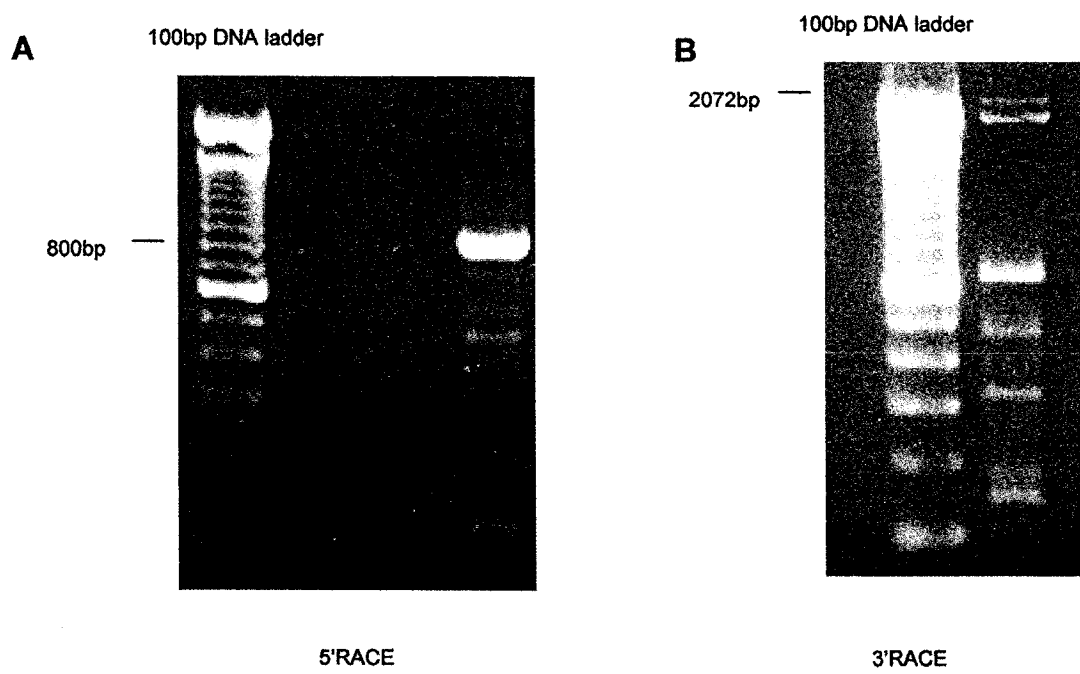 A
100bp DNA ladder
800bp
5'RACE
B
100bp DNA ladder
2072bp
3'RACE